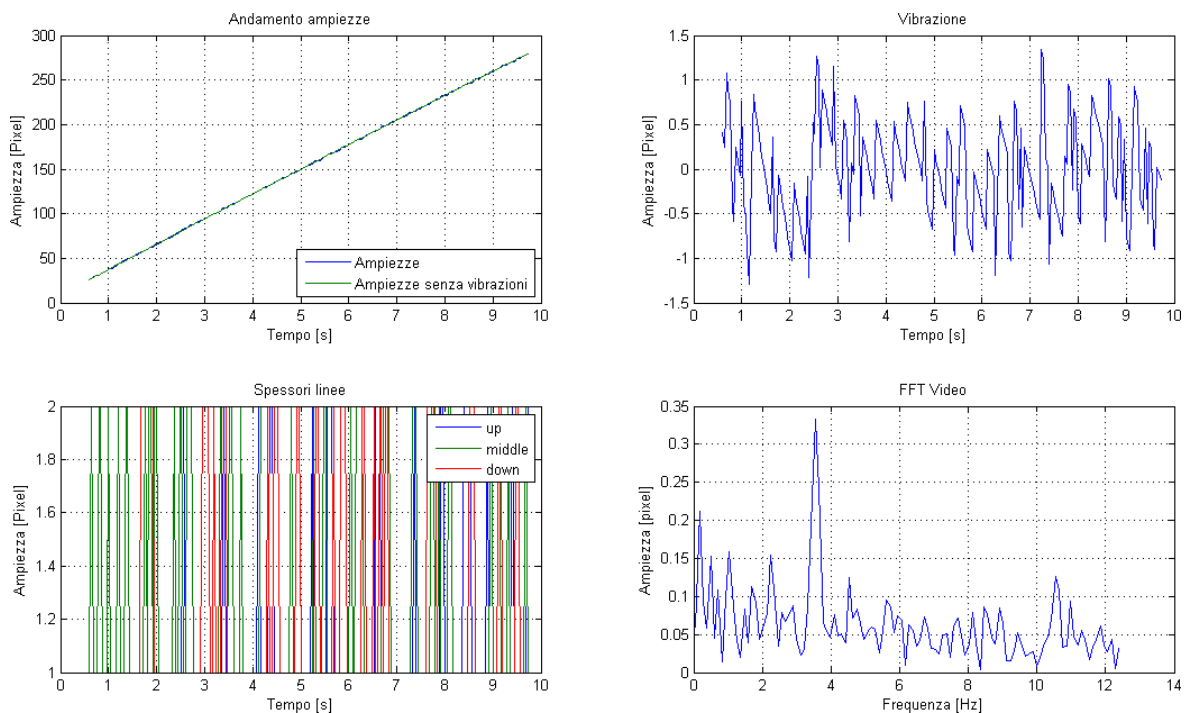 Andamento ampiezze
Ampiezza [Pixel]
300
250
200
150
100
50
0
0 1 2 3 4 5 6 7 8 9 10
Tempo [s]
Ampiezze
Ampiezze senza vibrazioni
Vibrazione
Ampiezza [Pixel]
1.5
1
0.5
0
-0.5
-1
-1.5
0 1 2 3 4 5 6 7 8 9 10
Tempo [s]
Spessori linee
Ampiezza [Pixel]
2
1.8
1.6
1.4
1.2
1
0 1 2 3 4 5 6 7 8 9 10
Tempo [s]
up
middle
down
FFT Video
Ampiezza [pixel]
0.35
0.3
0.25
0.2
0.15
0.1
0.05
0
0 2 4 6 8 10 12 14
Frequenza [Hz]